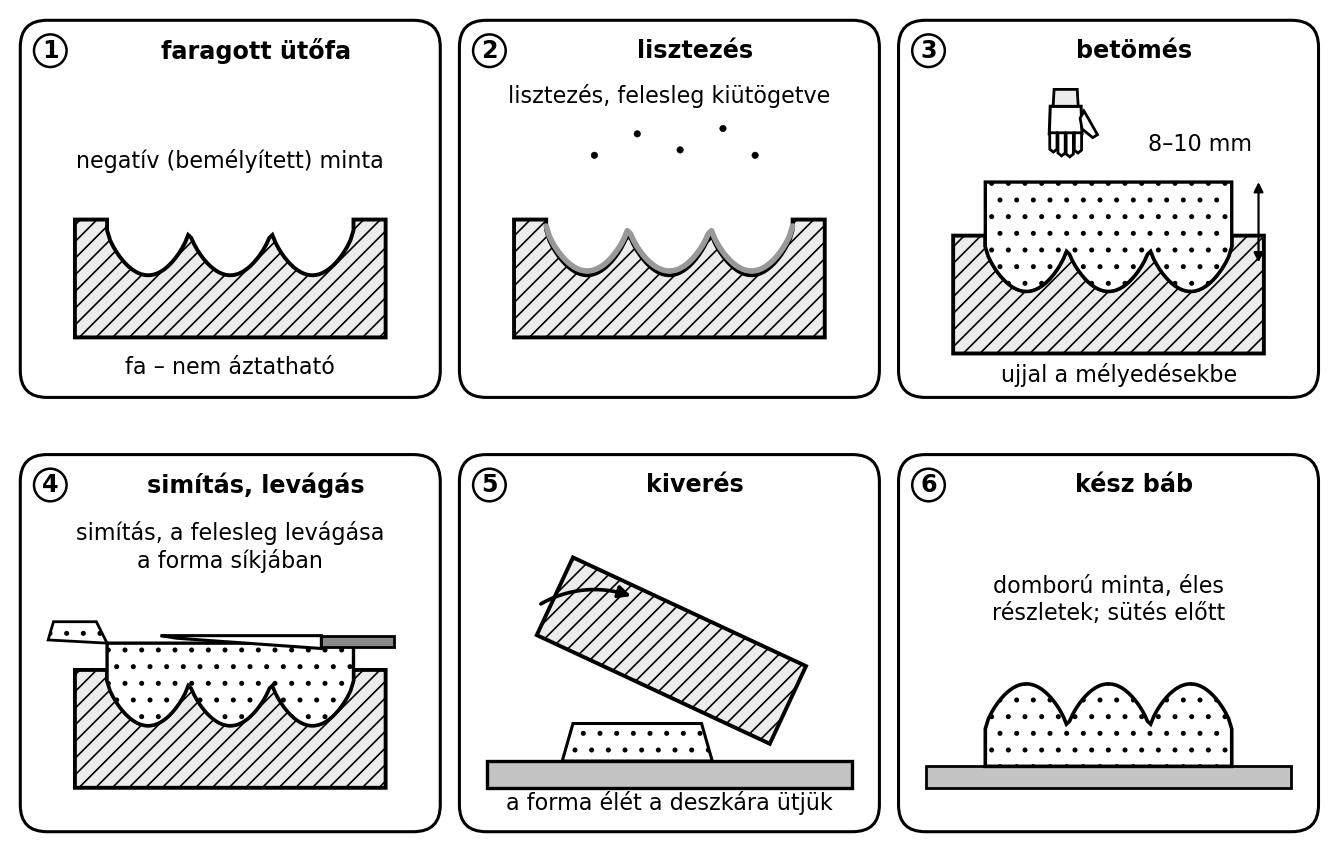 1 faragott ütőfa
negatív (bemélyített) minta
fa – nem áztatható
2 lisztezés
lisztezés, felesleg kiütögetve
3 betömés
8–10 mm
ujjal a mélyedésekbe
4 simítás, levágás
simítás, a felesleg levágása
a forma síkjában
5 kiverés
a forma élét a deszkára ütjük
6 kész báb
domború minta, éles
részletek; sütés előtt